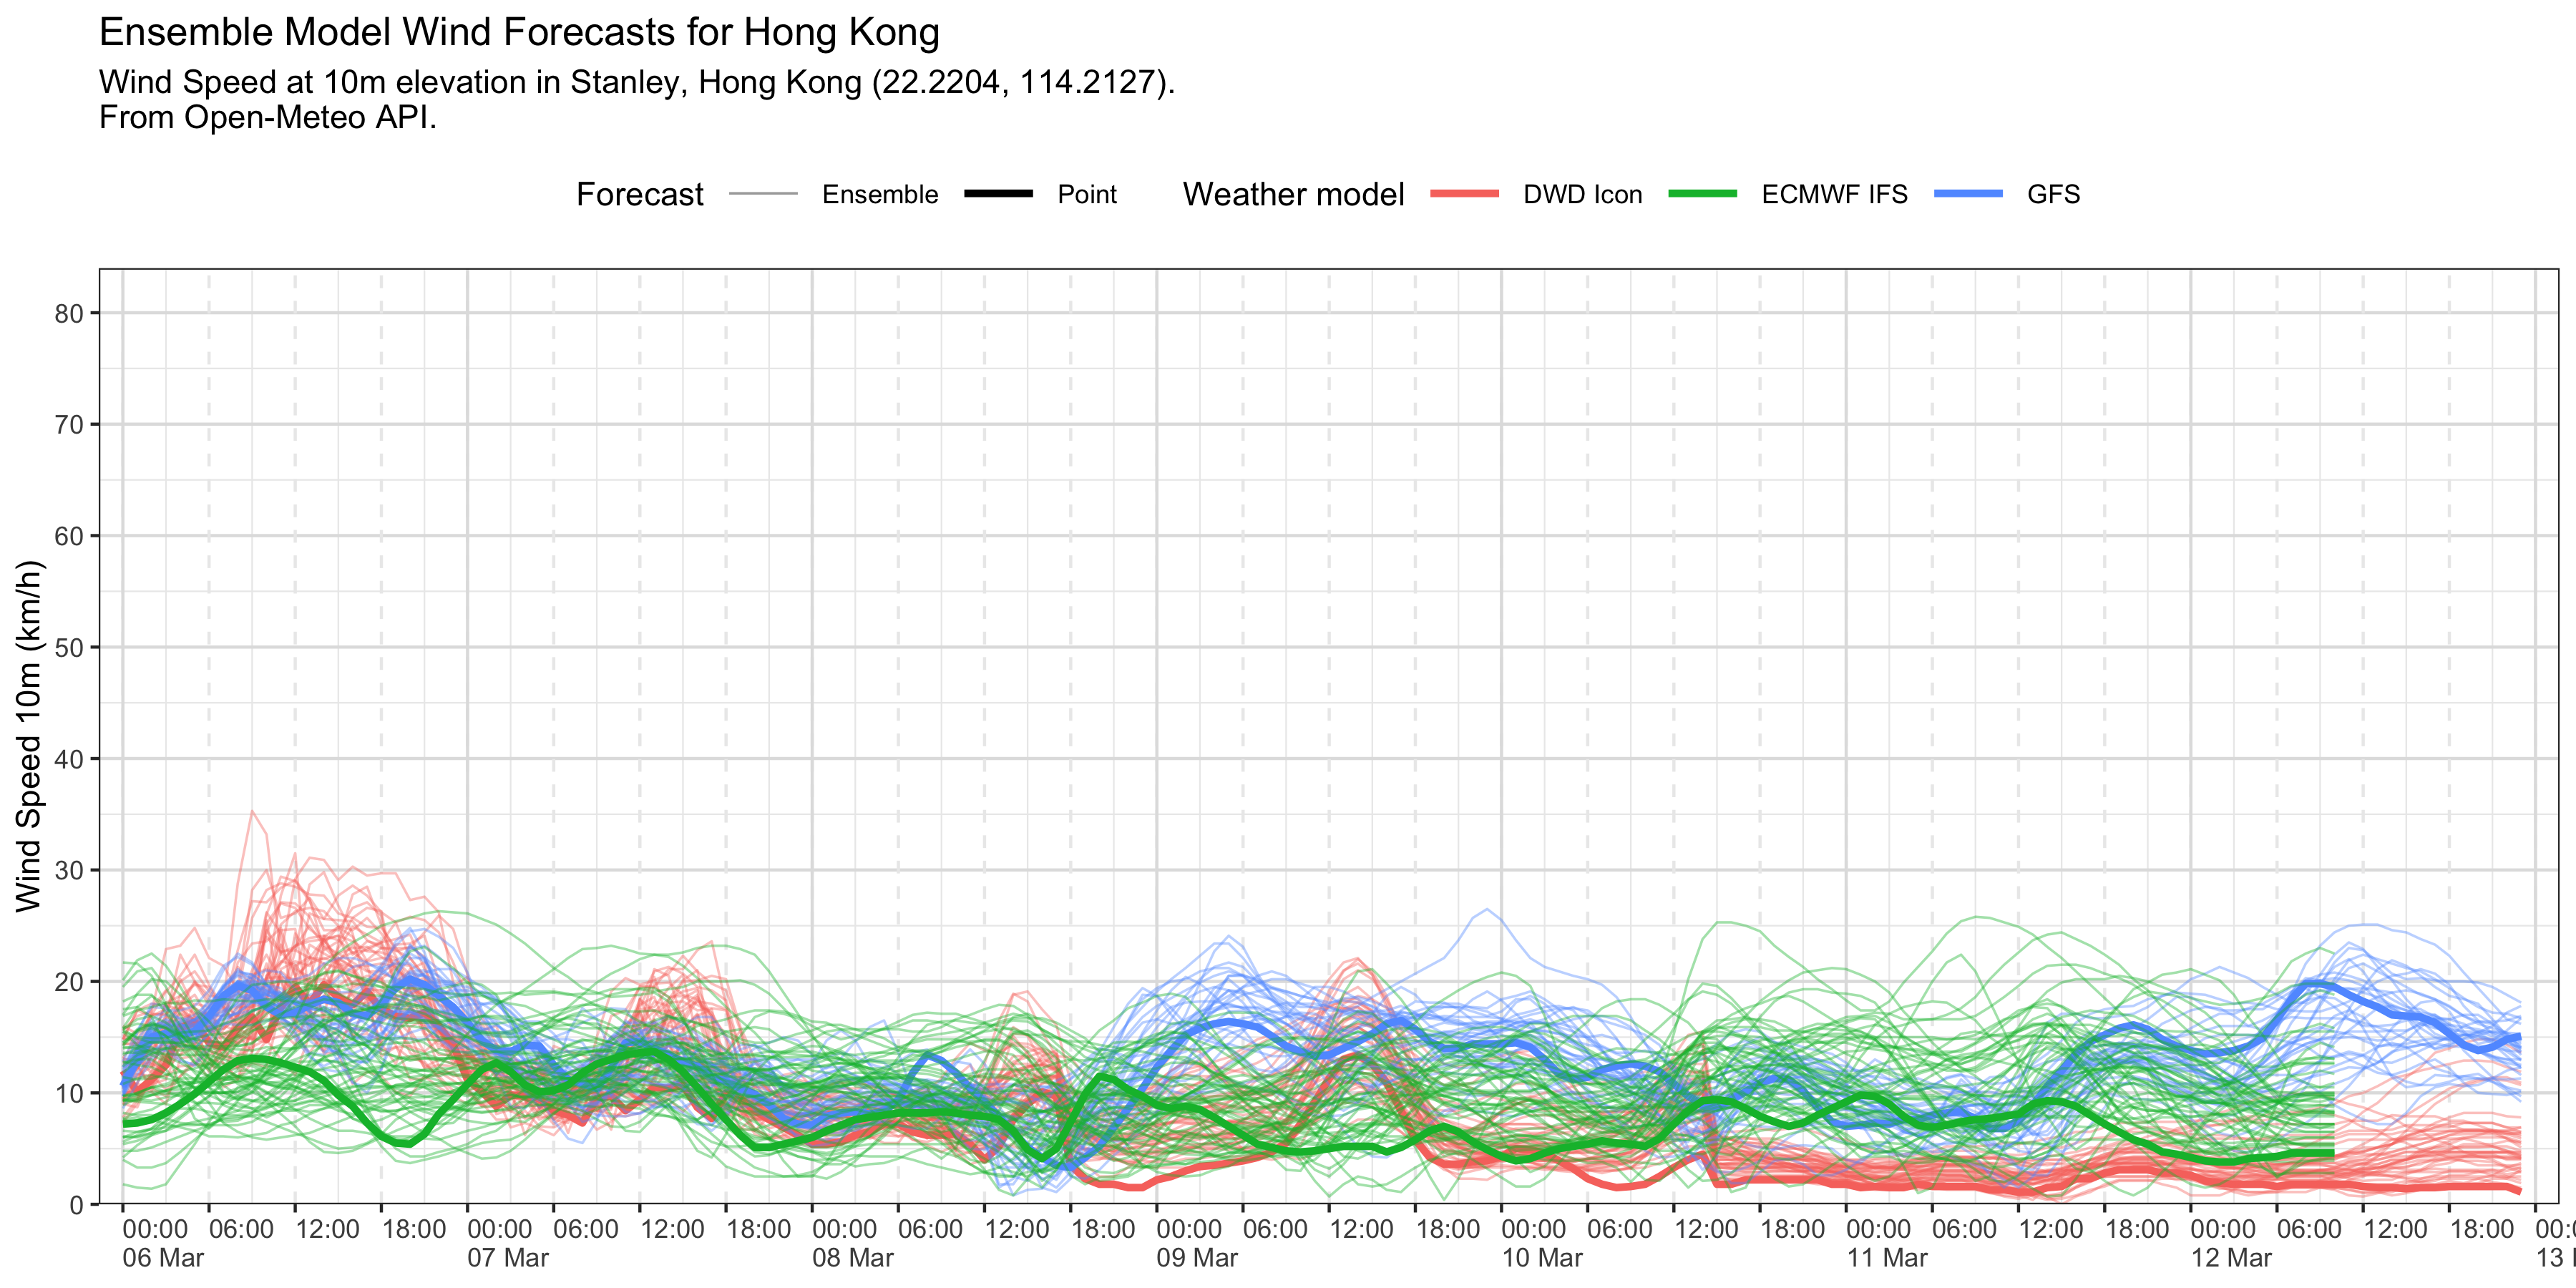 Ensemble Model Wind Forecasts for Hong Kong
Wind Speed at 10m elevation in Stanley, Hong Kong (22.2204, 114.2127).
From Open-Meteo API.
Forecast Ensemble Point Weather model DWD Icon ECMWF IFS GFS
Wind Speed 10m (km/h)
80
70
60
50
40
30
20
10
0
00:00 06:00 12:00 18:00 00:00 06:00 12:00 18:00 00:00 06:00 12:00 18:00 00:00 06:00 12:00 18:00 00:00 06:00 12:00 18:00 00:00 06:00 12:00 18:00 00:00 06:00 12:00 18:00
06 Mar 07 Mar 08 Mar 09 Mar 10 Mar 11 Mar 12 Mar 13